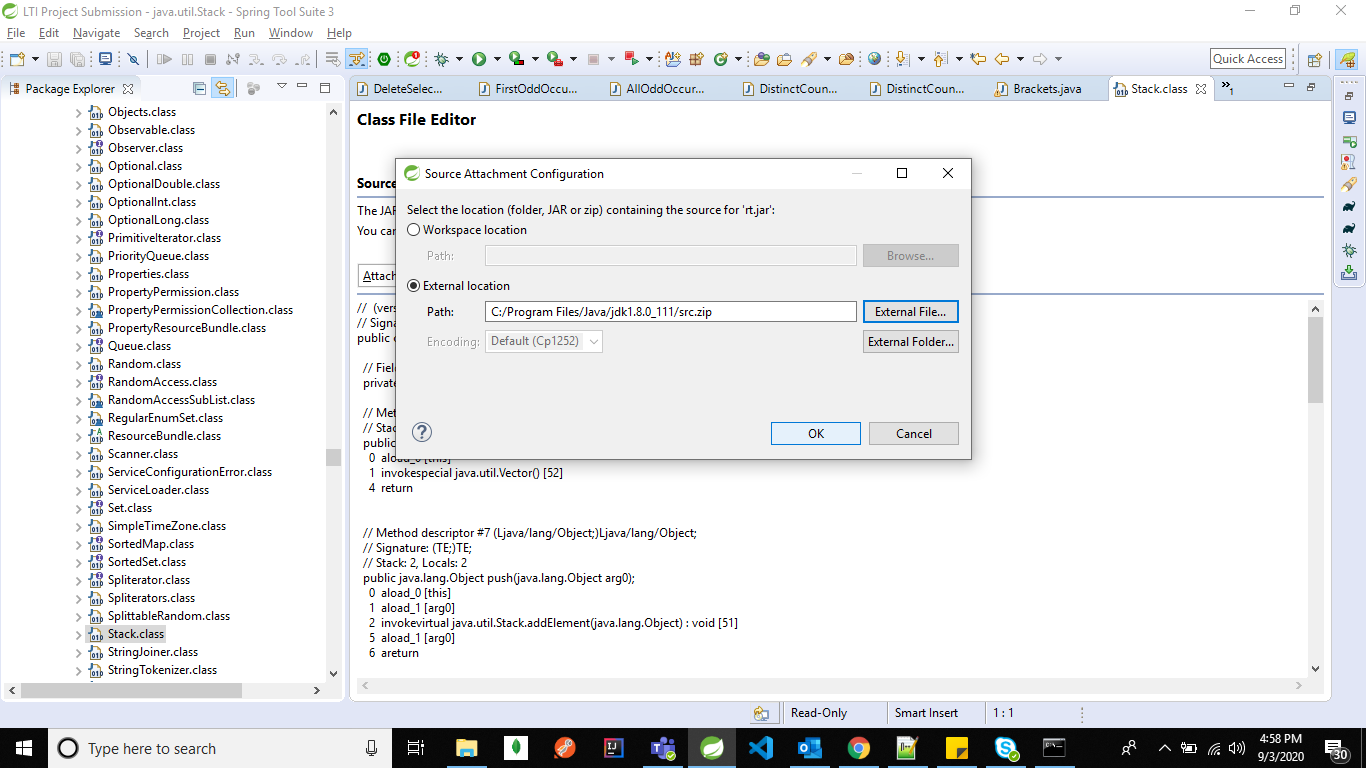 LTI Project Submission - java.util.Stack - Spring Tool Suite 3
File Edit Navigate Search Project Run Window Help
Quick Access
Package Explorer
DeleteSelec...
FirstOddOccu...
AllOddOccur...
DistinctCoun...
DistinctCoun...
Brackets.java
Stack.class
»1
Objects.class
Observable.class
Observer.class
Optional.class
OptionalDouble.class
OptionalInt.class
OptionalLong.class
PrimitiveIterator.class
PriorityQueue.class
Properties.class
PropertyPermission.class
PropertyPermissionCollection.class
PropertyResourceBundle.class
Queue.class
Random.class
RandomAccess.class
RandomAccessSubList.class
RegularEnumSet.class
ResourceBundle.class
Scanner.class
ServiceConfigurationError.class
ServiceLoader.class
Set.class
SimpleTimeZone.class
SortedMap.class
SortedSet.class
Spliterator.class
Spliterators.class
SplittableRandom.class
Stack.class
StringJoiner.class
StringTokenizer.class
Class File Editor
Source
The JAR
You can
Attach
// (vers
// Signa
public c
// Field
private
// Met
// Stac
public
0 aload_0 [this]
1 invokespecial java.util.Vector() [52]
4 return
// Method descriptor #7 (Ljava/lang/Object;)Ljava/lang/Object;
// Signature: (TE;)TE;
// Stack: 2, Locals: 2
public java.lang.Object push(java.lang.Object arg0);
0 aload_0 [this]
1 aload_1 [arg0]
2 invokevirtual java.util.Stack.addElement(java.lang.Object) : void [51]
5 aload_1 [arg0]
6 areturn
Source Attachment Configuration
Select the location (folder, JAR or zip) containing the source for 'rt.jar':
Workspace location
Path:
Browse...
External location
Path: C:/Program Files/Java/jdk1.8.0_111/src.zip
External File...
Encoding: Default (Cp1252)
External Folder...
OK
Cancel
Read-Only
Smart Insert
1 : 1
Type here to search
4:58 PM
9/3/2020
30